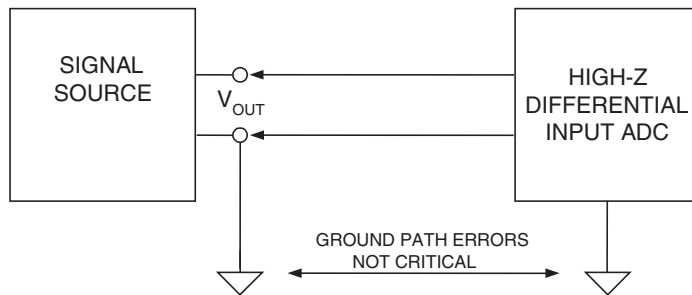 SIGNAL
SOURCE
V_OUT
HIGH-Z
DIFFERENTIAL
INPUT ADC
GROUND PATH ERRORS
NOT CRITICAL